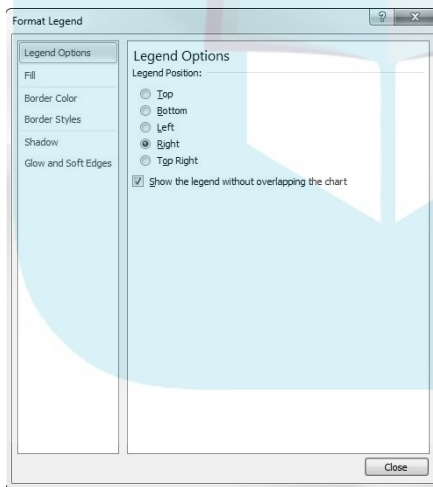 Format Legend
Legend Options
Fill
Border Color
Border Styles
Shadow
Glow and Soft Edges
Legend Options
Legend Position:
Top
Bottom
Left
Right
Top Right
Show the legend without overlapping the chart
Close